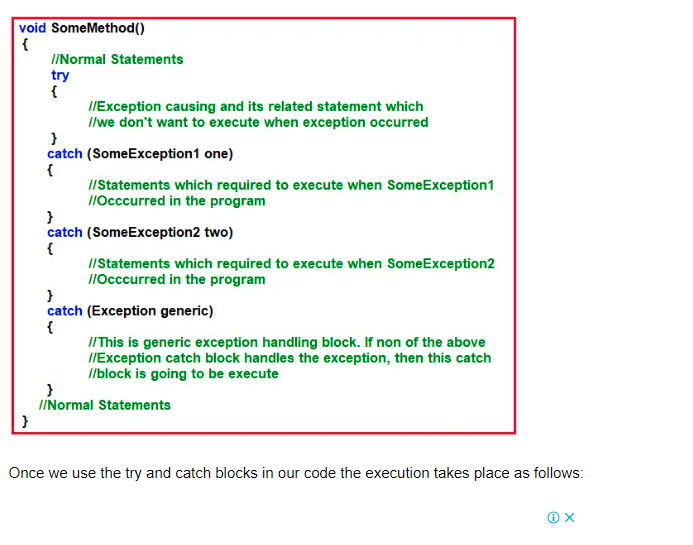 void SomeMethod()
{
//Normal Statements
try
{
//Exception causing and its related statement which
//we don't want to execute when exception occurred
}
catch (SomeException1 one)
{
//Statements which required to execute when SomeException1
//Occcurred in the program
}
catch (SomeException2 two)
{
//Statements which required to execute when SomeException2
//Occcurred in the program
}
catch (Exception generic)
{
//This is generic exception handling block. If non of the above
//Exception catch block handles the exception, then this catch
//block is going to be execute
}
//Normal Statements
}
Once we use the try and catch blocks in our code the execution takes place as follows: